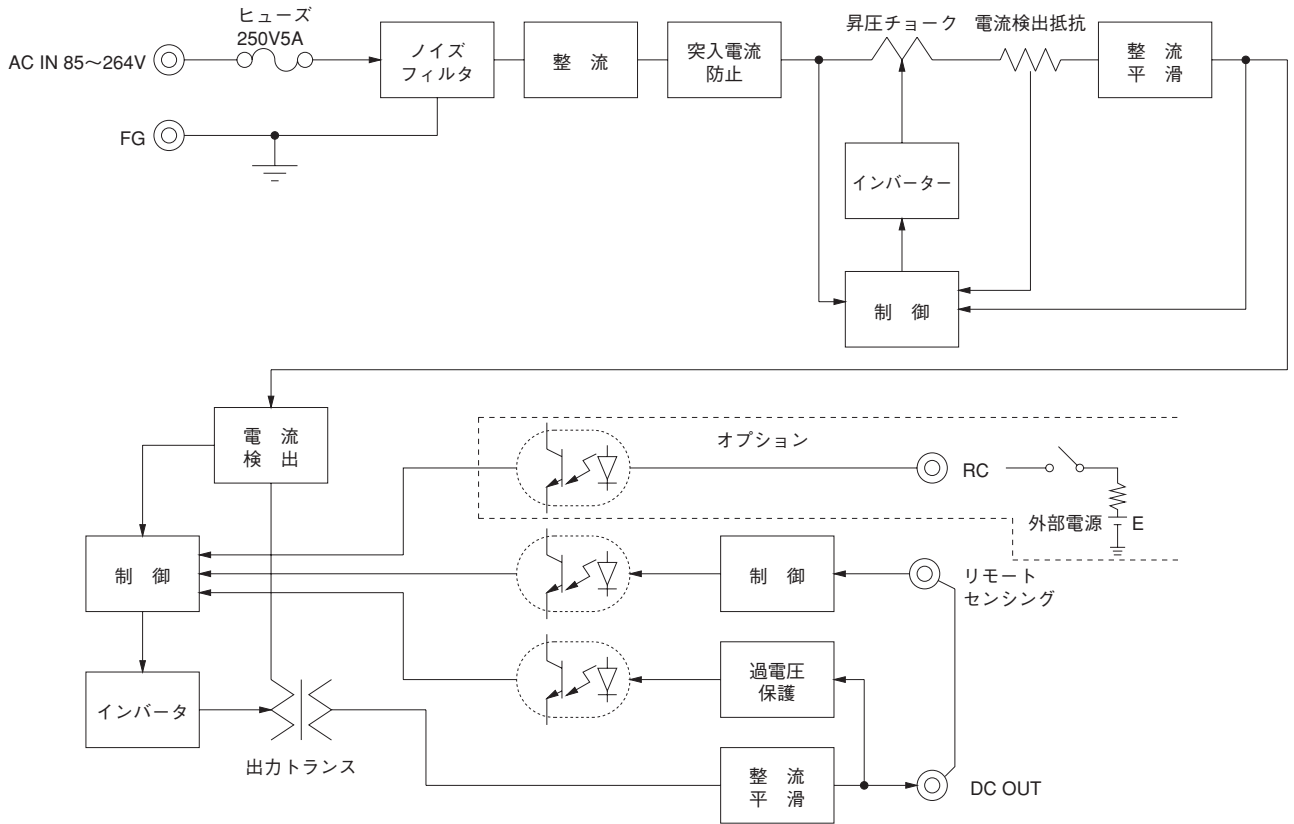 ヒューズ
250V5A
AC IN 85～264V
ノイズ
フィルタ
整 流
突入電流
防止
昇圧チョーク
電流検出抵抗
整 流
平 滑
FG
インバーター
制 御
電 流
検 出
オプション
RC
外部電源
E
制 御
制 御
リモート
センシング
過電圧
保護
インバータ
出力トランス
整 流
平 滑
DC OUT